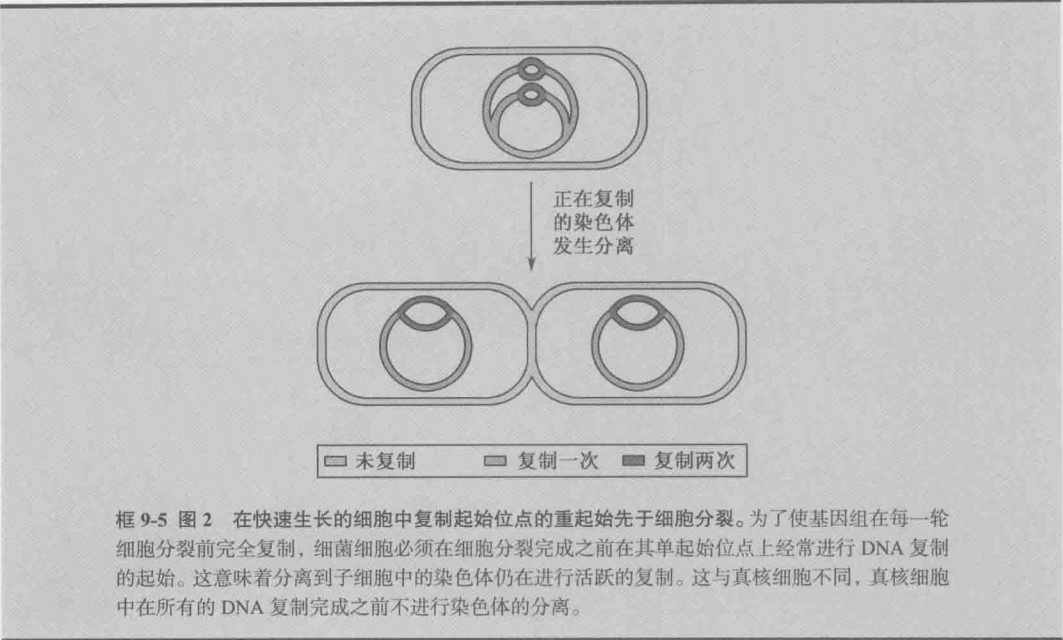 正在复制
的染色体
发生分离
未复制 复制一次 复制两次
框 9-5 图 2 在快速生长的细胞中复制起始位点的重起始先于细胞分裂。为了使基因组在每一轮
细胞分裂前完全复制，细菌细胞必须在细胞分裂完成之前在其单起始位点上经常进行 DNA 复制
的起始。这意味着分离到子细胞中的染色体仍在进行活跃的复制。这与真核细胞不同，真核细胞
中在所有的 DNA 复制完成之前不进行染色体的分离。